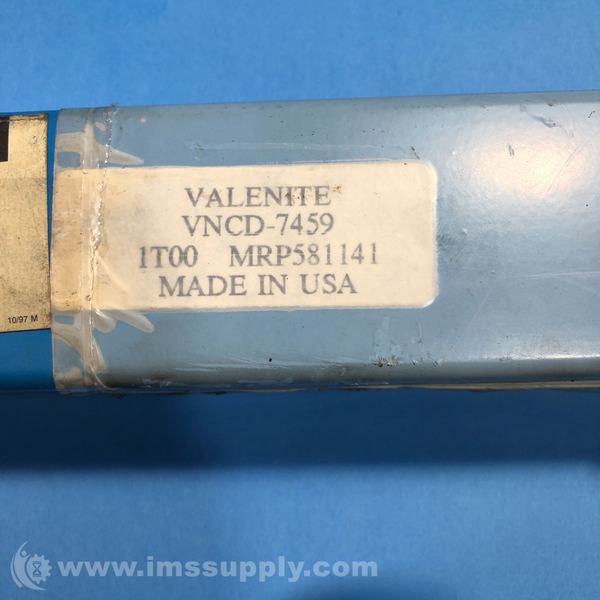 VALENITE
VNCD-7459
1T00 MRP581141
MADE IN USA
10/97 M
www.imssupply.com